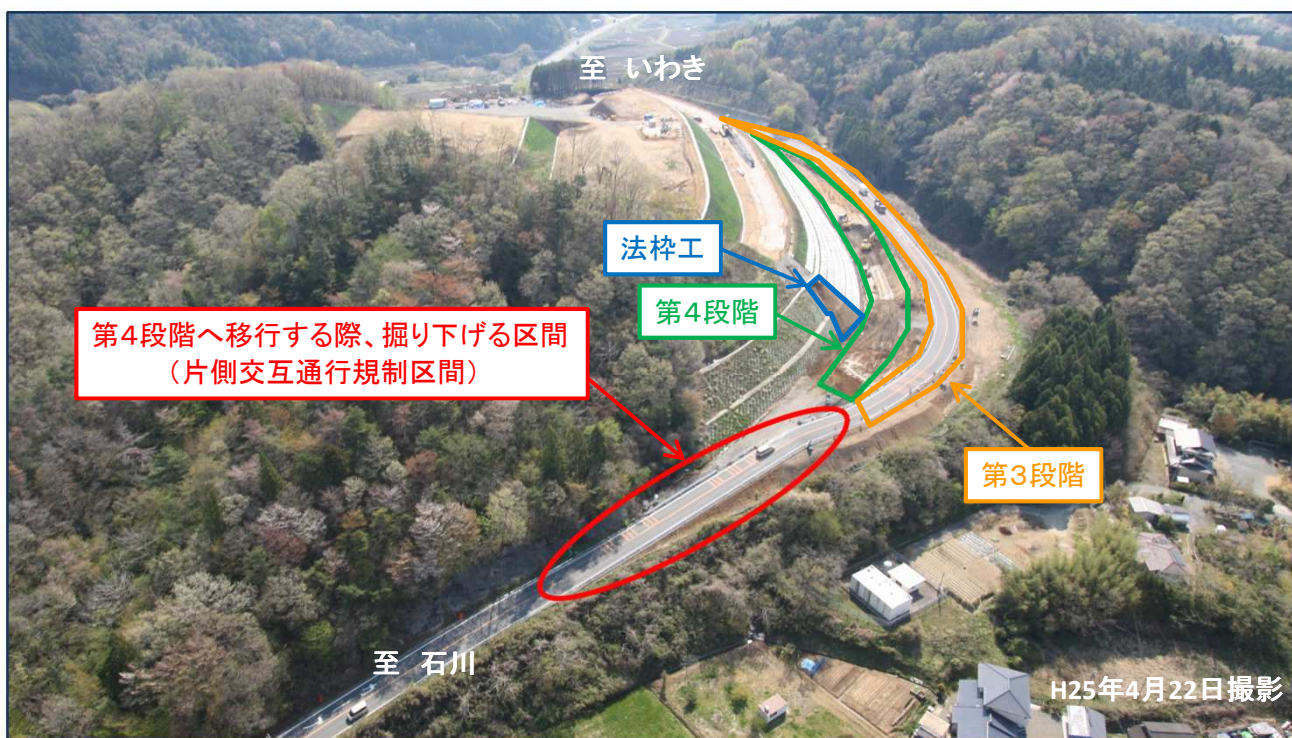 至 いわき
法枠工
第4段階
第4段階へ移行する際、掘り下げる区間
（片側交互通行規制区間）
第3段階
至 石川
H25年4月22日撮影